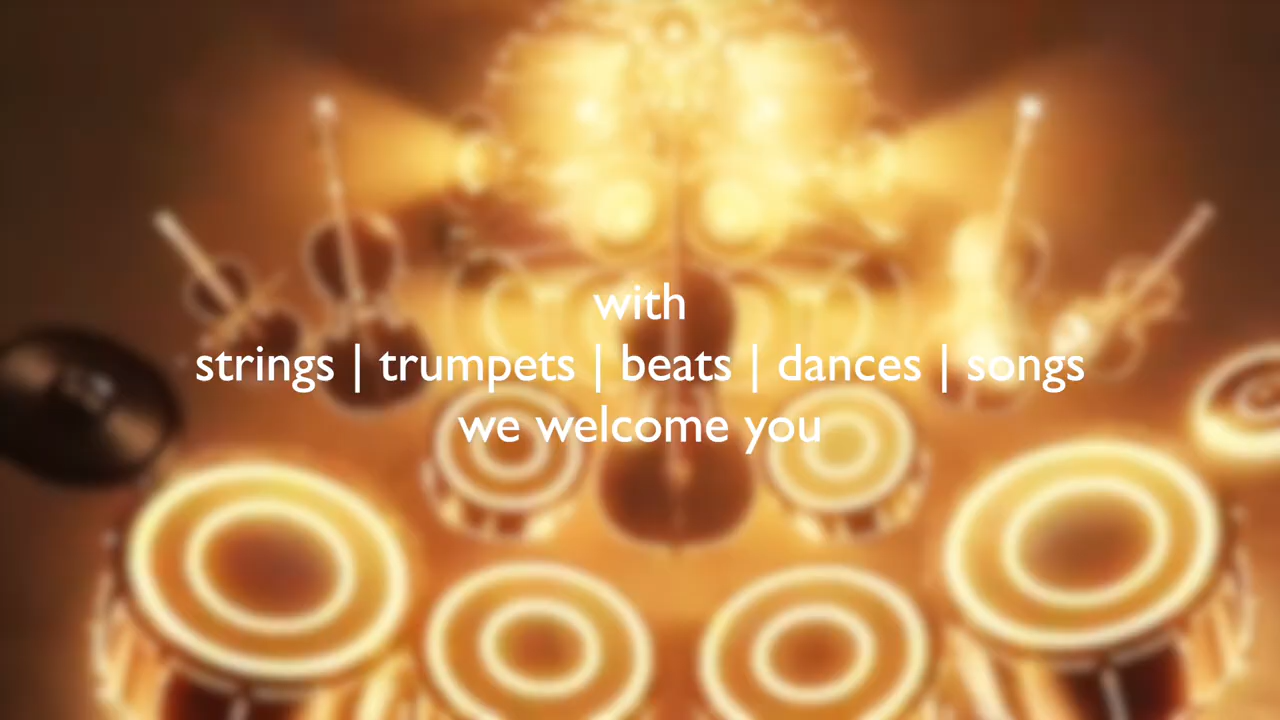 with
strings | trumpets | beats | dances | songs
we welcome you